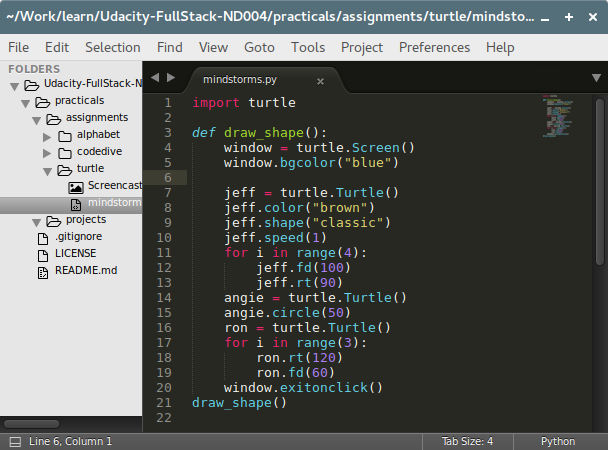 ~/Work/learn/Udacity-FullStack-ND004/practicals/assignments/turtle/mindsto...
File Edit Selection Find View Goto Tools Project Preferences Help
FOLDERS
Udacity-FullStack-N
practicals
assignments
alphabet
codedive
turtle
Screencast
mindstorm
projects
.gitignore
LICENSE
README.md
mindstorms.py
1 import turtle
2
3 def draw_shape():
4     window = turtle.Screen()
5     window.bgcolor("blue")
6
7     jeff = turtle.Turtle()
8     jeff.color("brown")
9     jeff.shape("classic")
10     jeff.speed(1)
11     for i in range(4):
12         jeff.fd(100)
13         jeff.rt(90)
14     angie = turtle.Turtle()
15     angie.circle(50)
16     ron = turtle.Turtle()
17     for i in range(3):
18         ron.rt(120)
19         ron.fd(60)
20     window.exitonclick()
21 draw_shape()
22
Line 6, Column 1 Tab Size: 4 Python